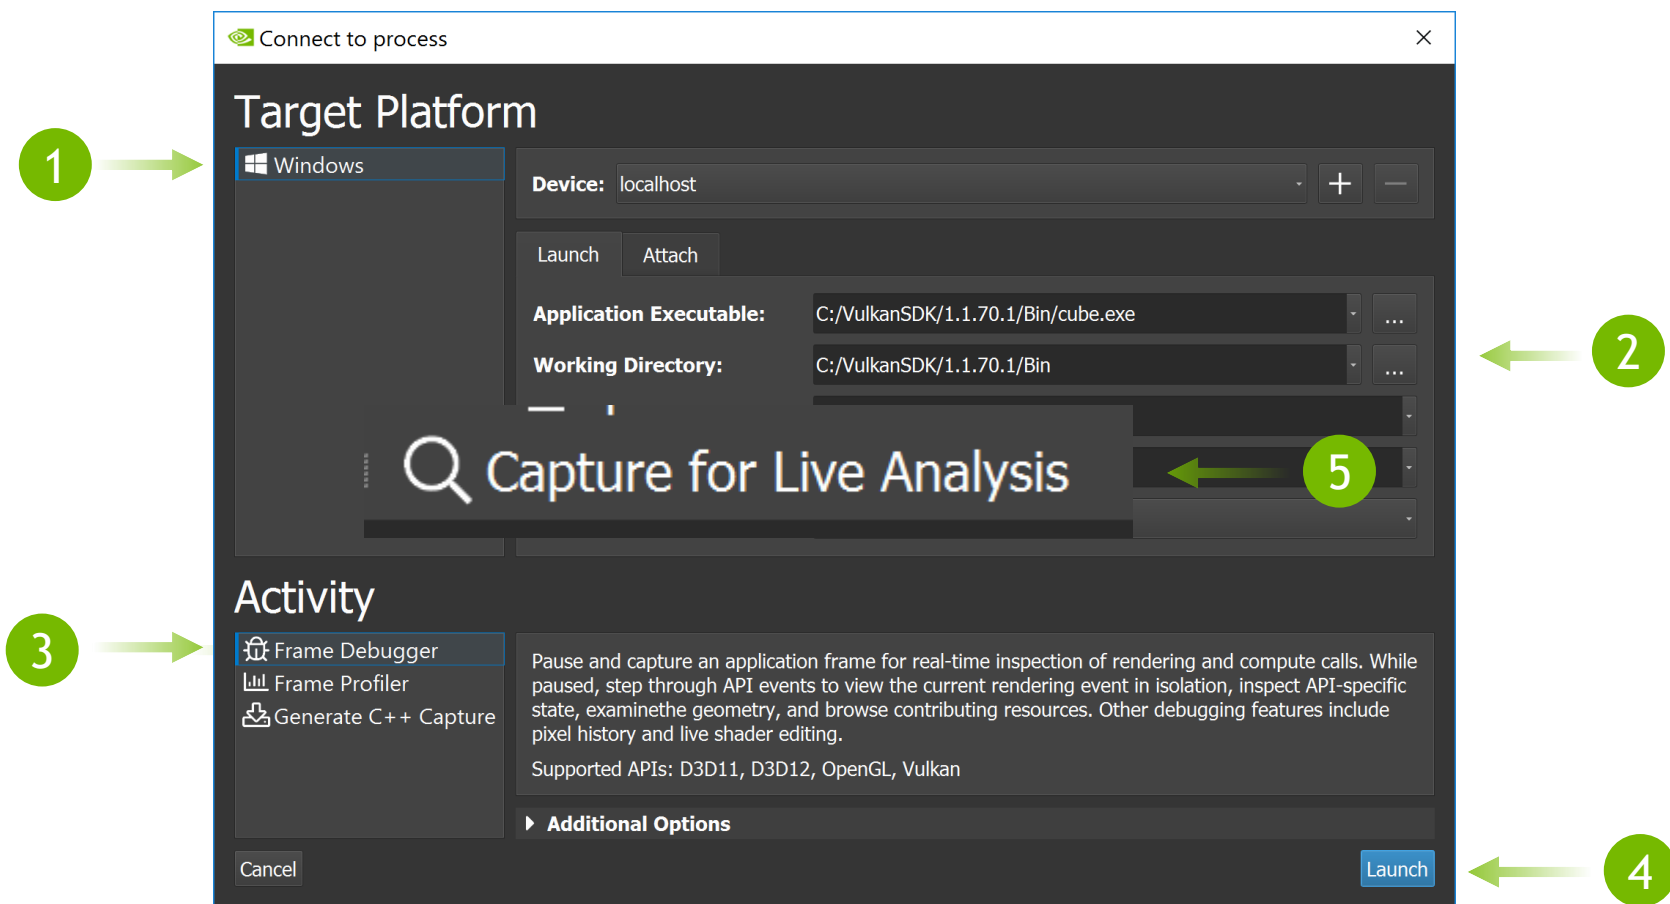 Connect to process
Target Platform
1
Windows
Device: localhost
Launch Attach
Application Executable: C:/VulkanSDK/1.1.70.1/Bin/cube.exe ...
2
Working Directory: C:/VulkanSDK/1.1.70.1/Bin ...
Capture for Live Analysis
5
Activity
3
Frame Debugger
Frame Profiler
Generate C++ Capture
Pause and capture an application frame for real-time inspection of rendering and compute calls. While
paused, step through API events to view the current rendering event in isolation, inspect API-specific
state, examinethe geometry, and browse contributing resources. Other debugging features include
pixel history and live shader editing.
Supported APIs: D3D11, D3D12, OpenGL, Vulkan
Additional Options
Cancel
Launch
4